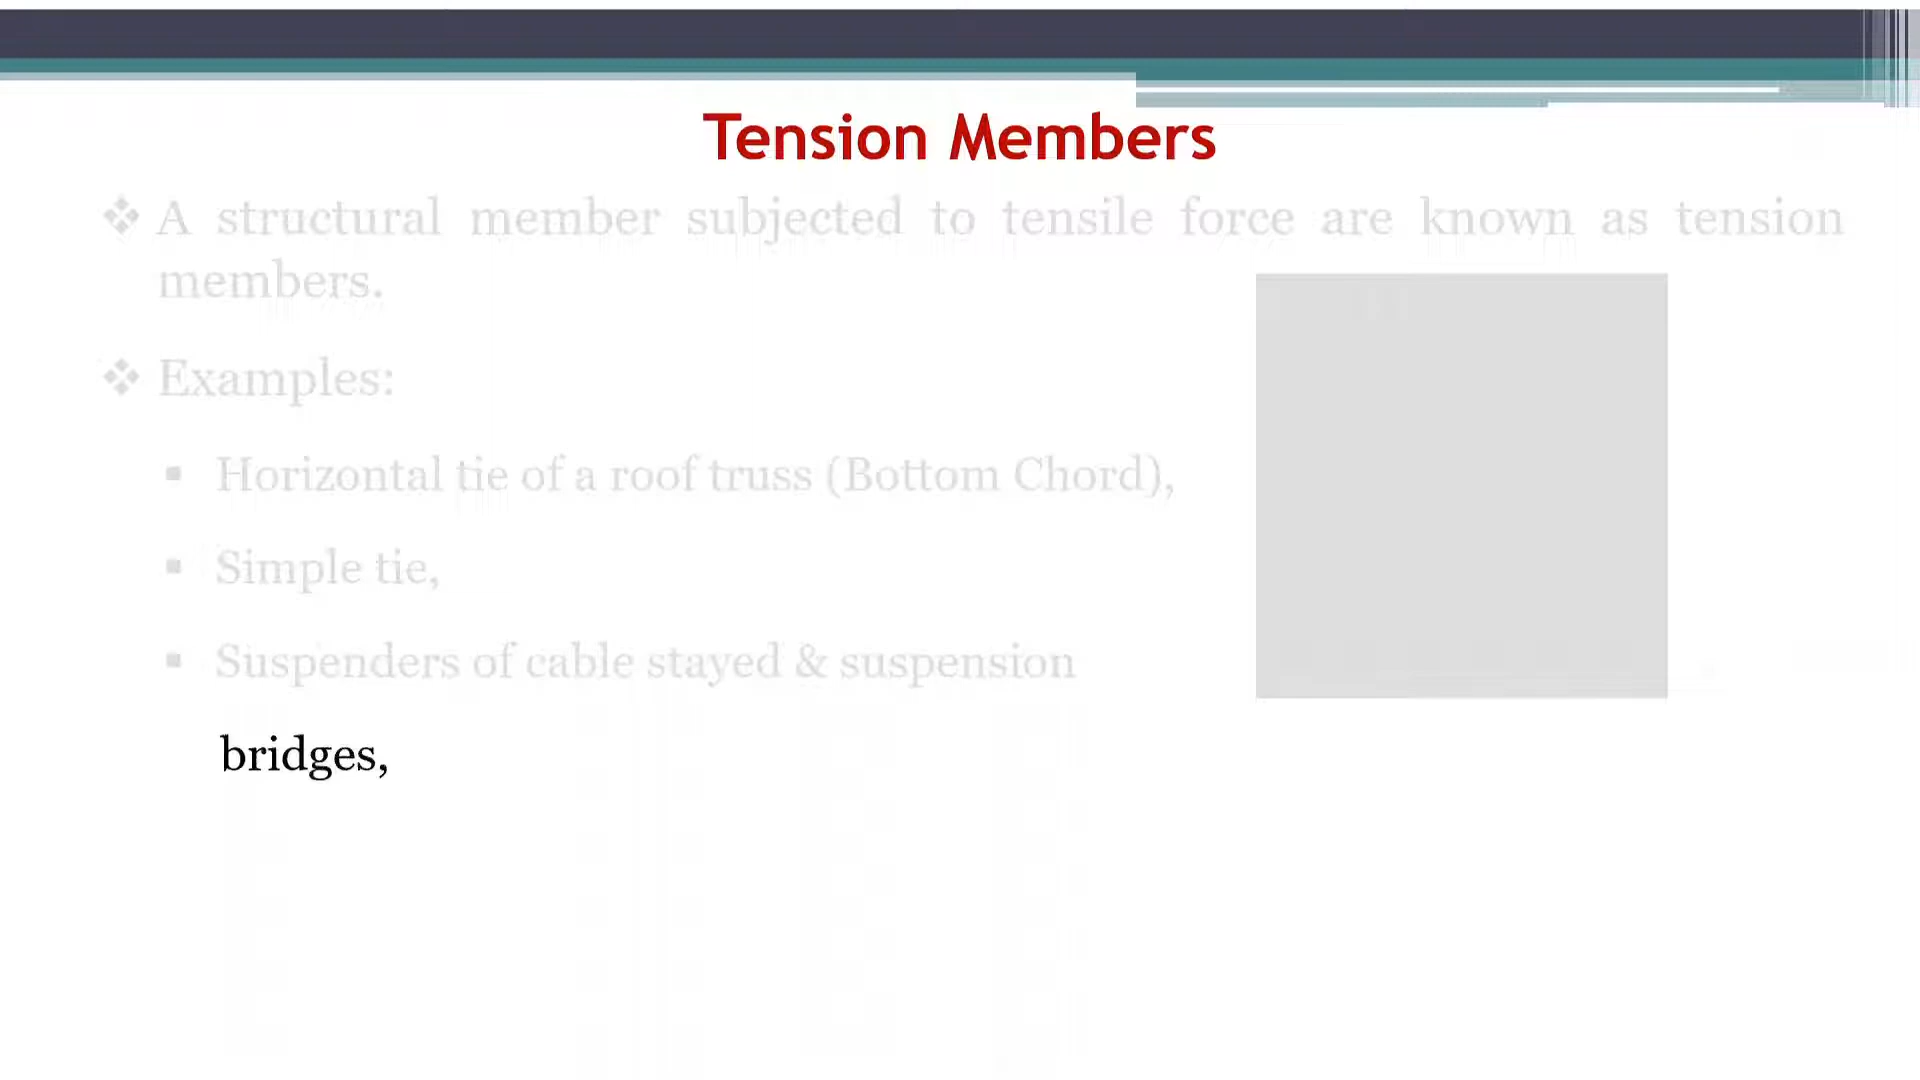 Tension Members
❖ A structural member subjected to tensile force are known as tension
members.
❖ Examples:
▪ Horizontal tie of a roof truss (Bottom Chord),
▪ Simple tie,
▪ Suspenders of cable stayed & suspension
bridges,